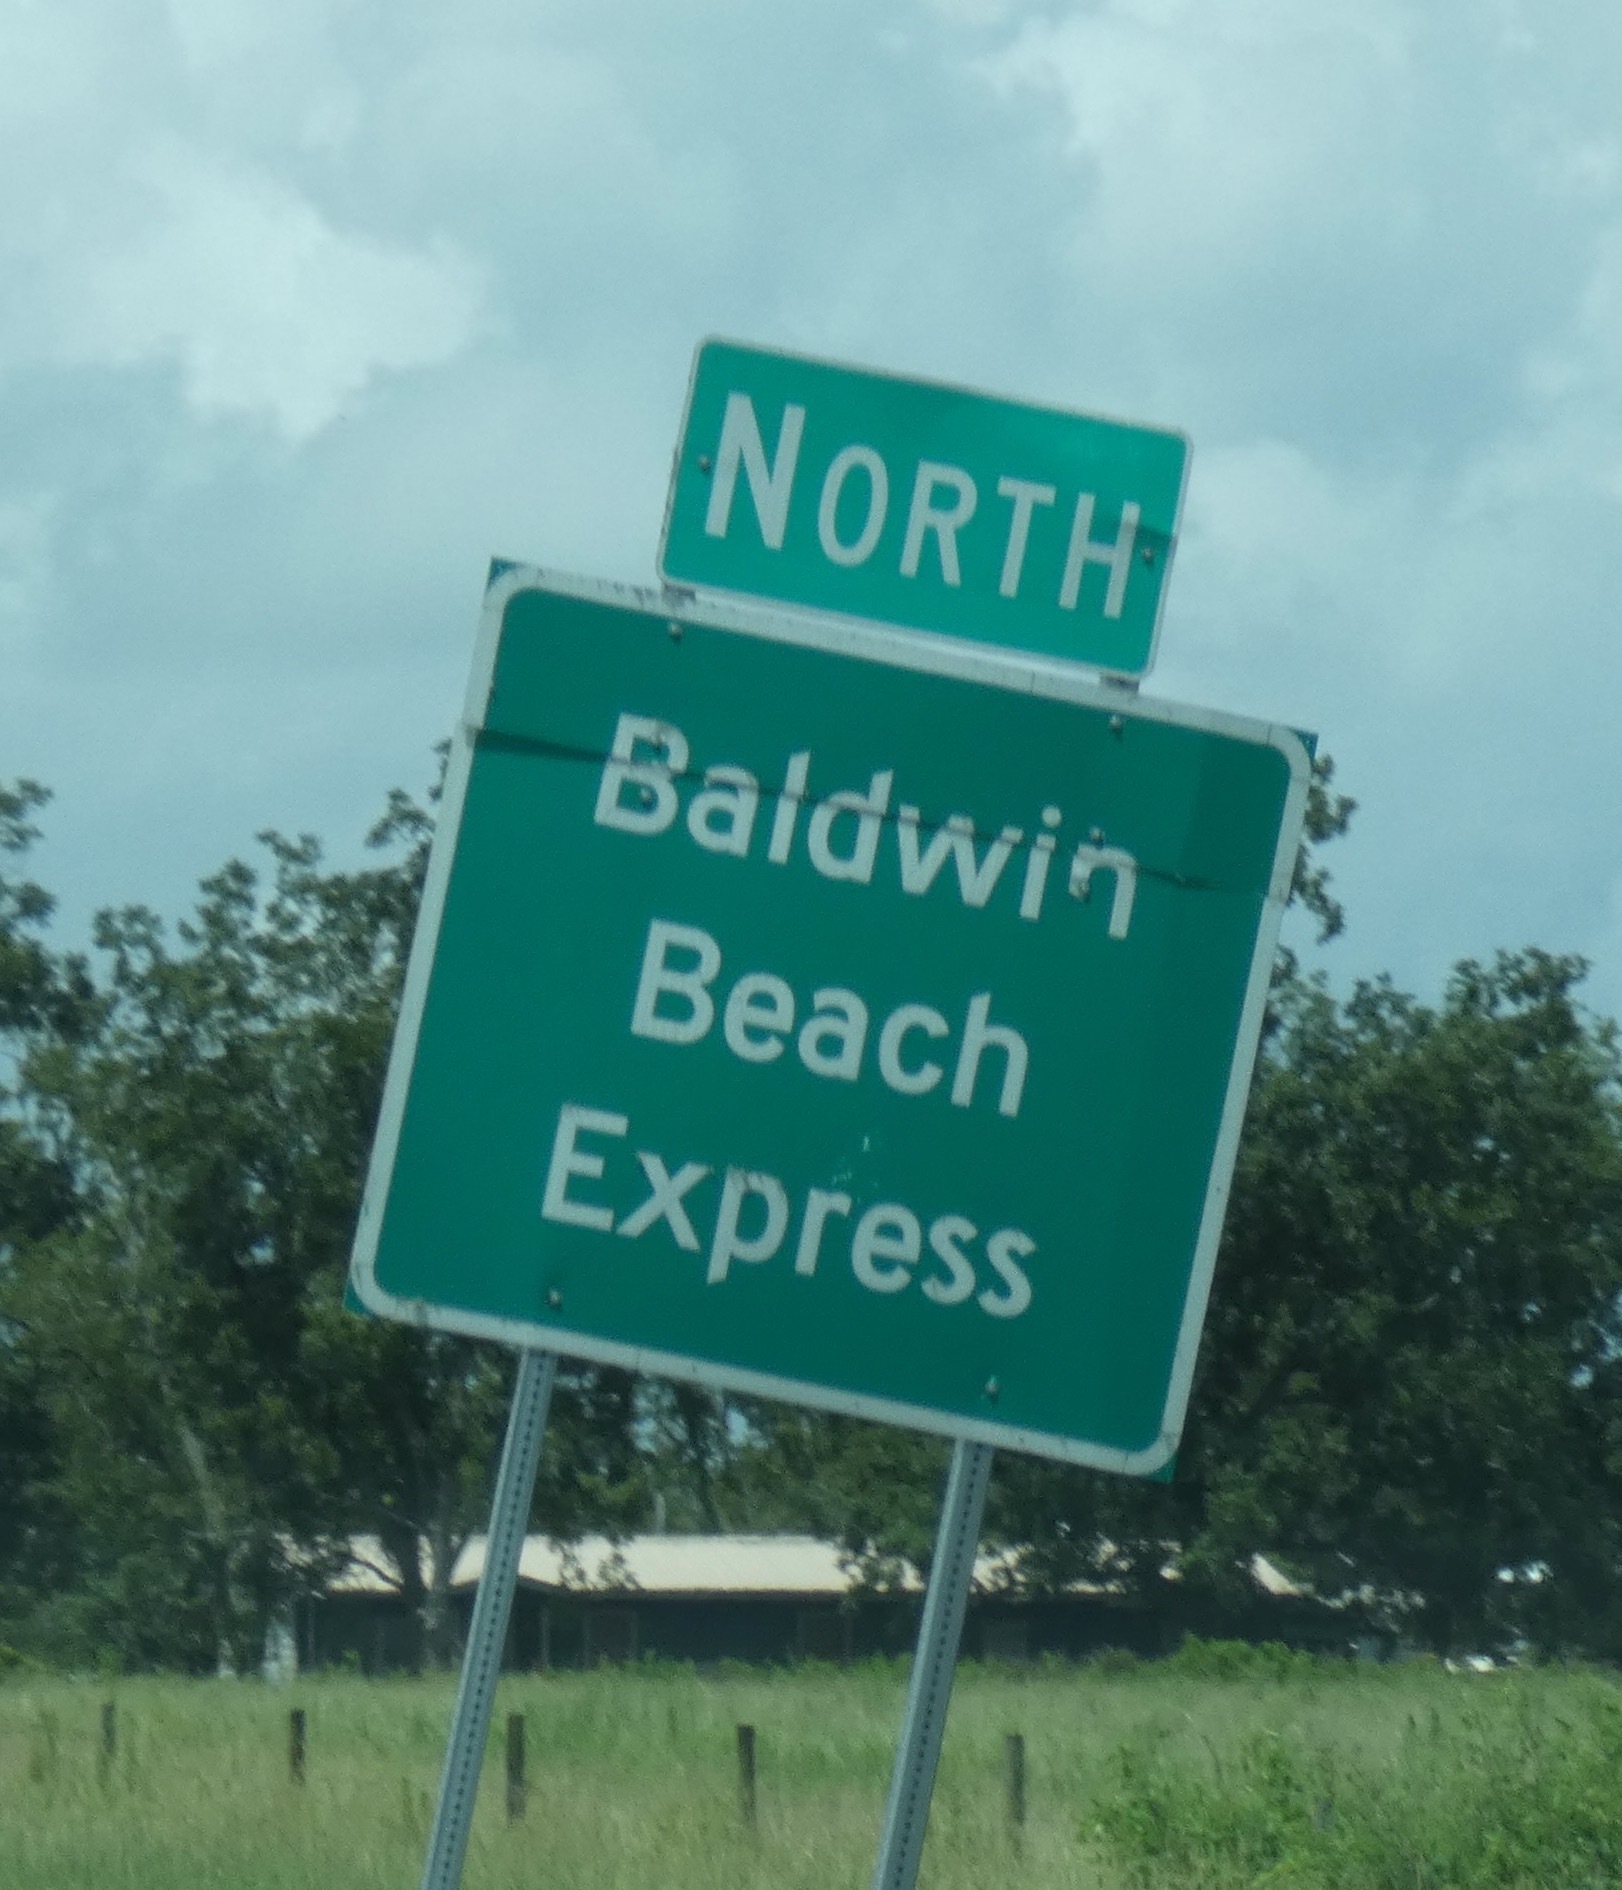 NORTH
Baldwin
Beach
Express